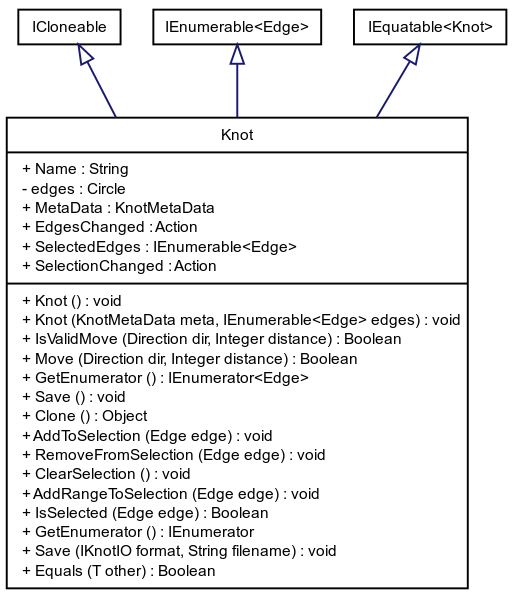 ICloneable
IEnumerable<Edge>
IEquatable<Knot>
Knot
+ Name : String
- edges : Circle
+ MetaData : KnotMetaData
+ EdgesChanged : Action
+ SelectedEdges : IEnumerable<Edge>
+ SelectionChanged : Action
+ Knot () : void
+ Knot (KnotMetaData meta, IEnumerable<Edge> edges) : void
+ IsValidMove (Direction dir, Integer distance) : Boolean
+ Move (Direction dir, Integer distance) : Boolean
+ GetEnumerator () : IEnumerator<Edge>
+ Save () : void
+ Clone () : Object
+ AddToSelection (Edge edge) : void
+ RemoveFromSelection (Edge edge) : void
+ ClearSelection () : void
+ AddRangeToSelection (Edge edge) : void
+ IsSelected (Edge edge) : Boolean
+ GetEnumerator () : IEnumerator
+ Save (IKnotIO format, String filename) : void
+ Equals (T other) : Boolean